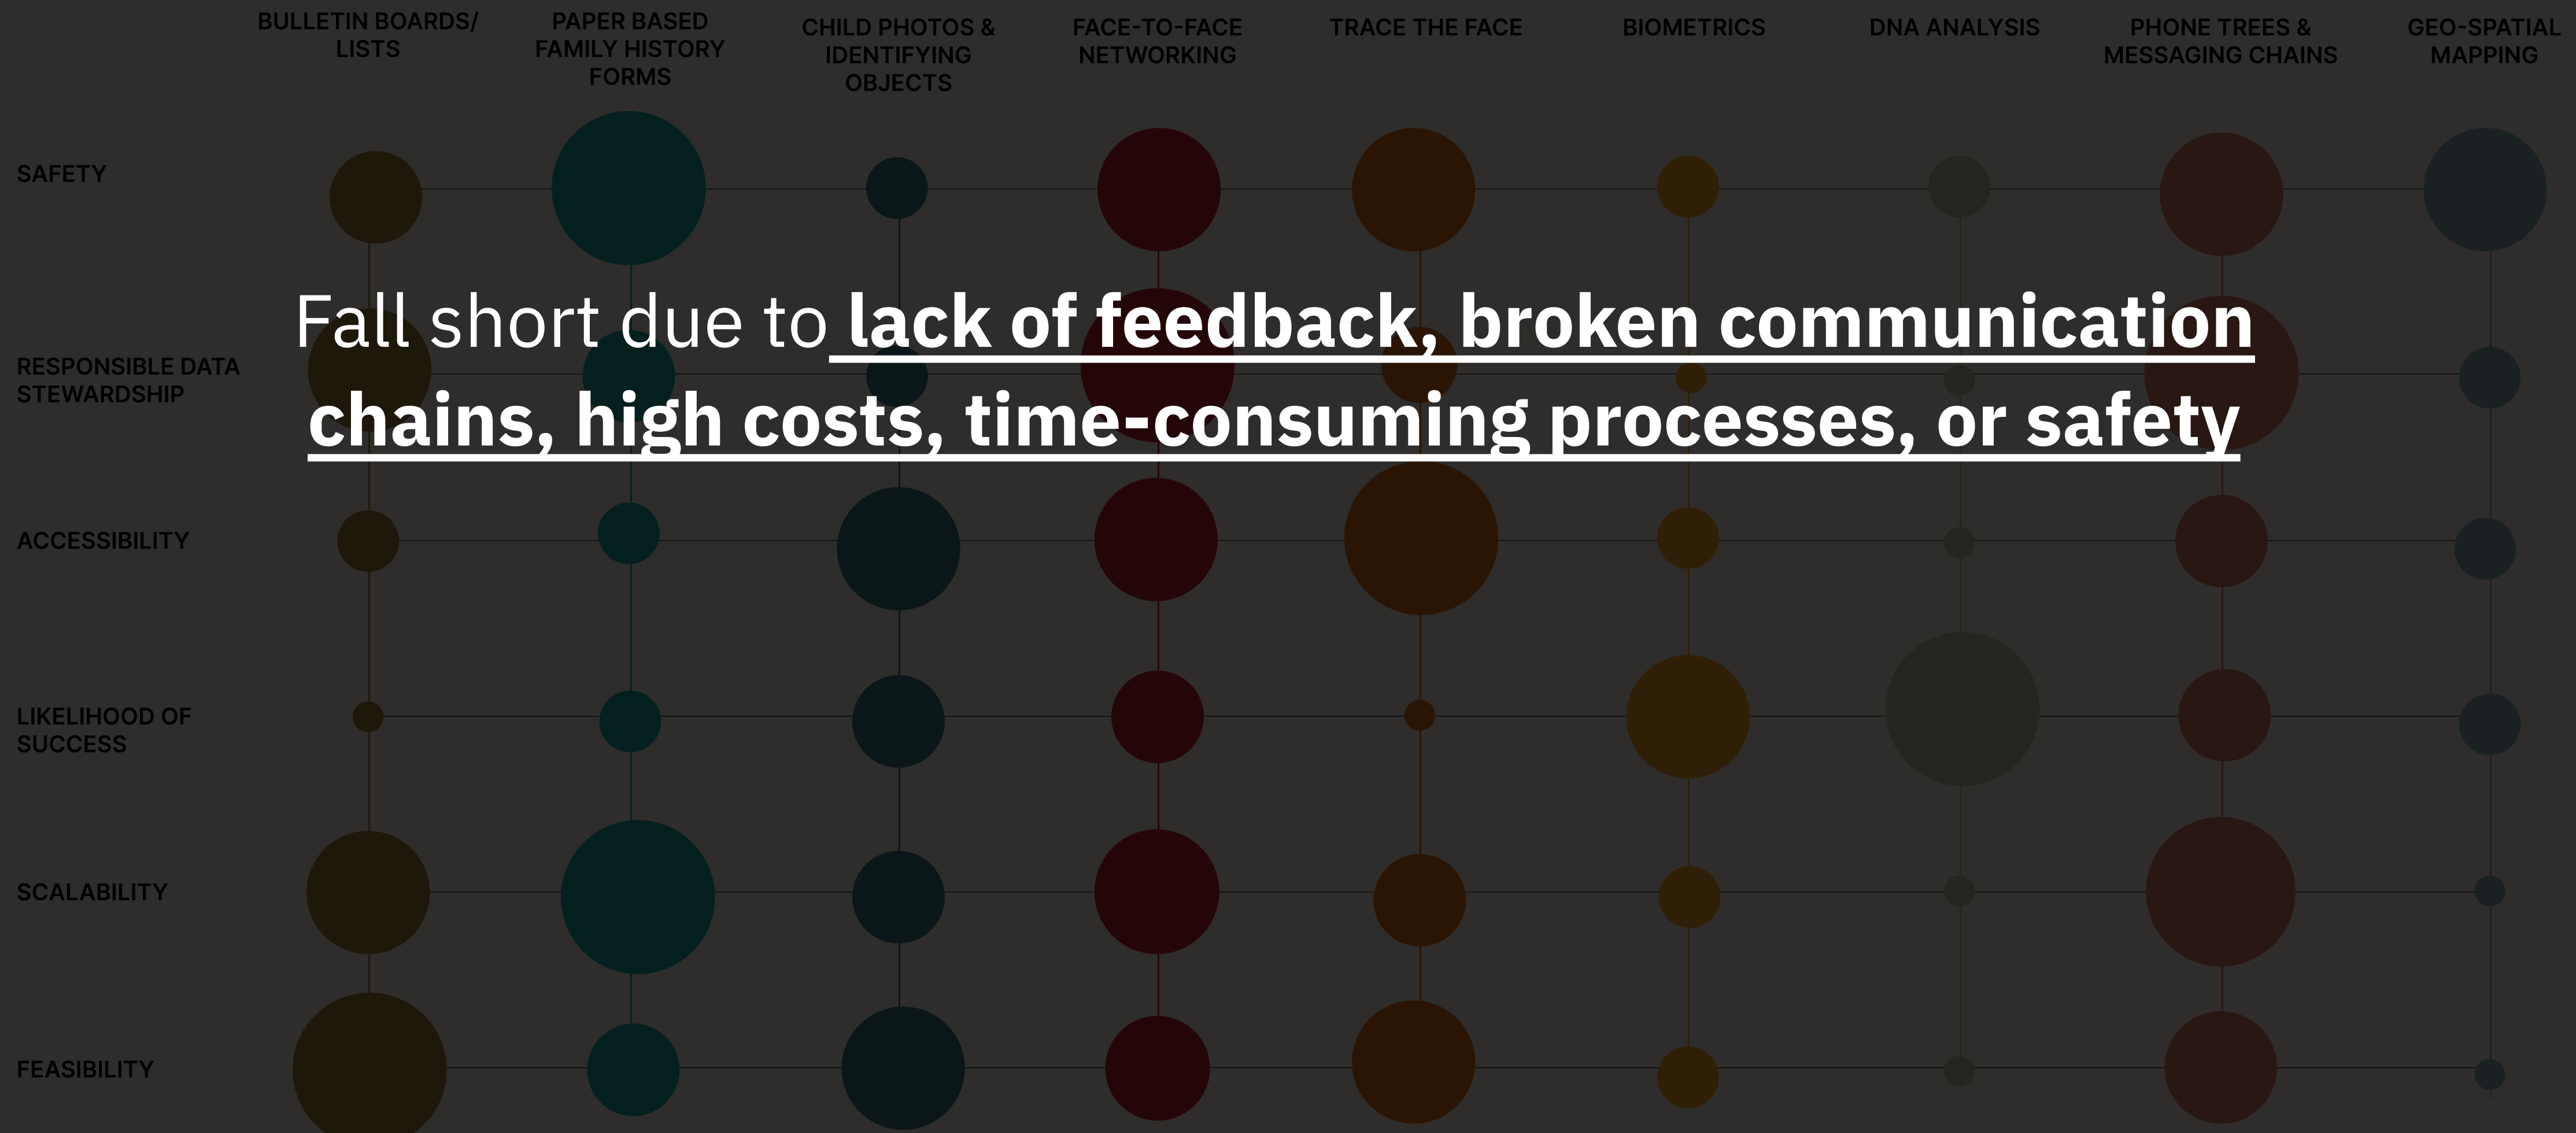 BULLETIN BOARDS/
LISTS
PAPER BASED
FAMILY HISTORY
FORMS
CHILD PHOTOS &
IDENTIFYING
OBJECTS
FACE-TO-FACE
NETWORKING
TRACE THE FACE
BIOMETRICS
DNA ANALYSIS
PHONE TREES &
MESSAGING CHAINS
GEO-SPATIAL
MAPPING
SAFETY
Fall short due to lack of feedback, broken communication
chains, high costs, time-consuming processes, or safety
RESPONSIBLE DATA
STEWARDSHIP
ACCESSIBILITY
LIKELIHOOD OF
SUCCESS
SCALABILITY
FEASIBILITY